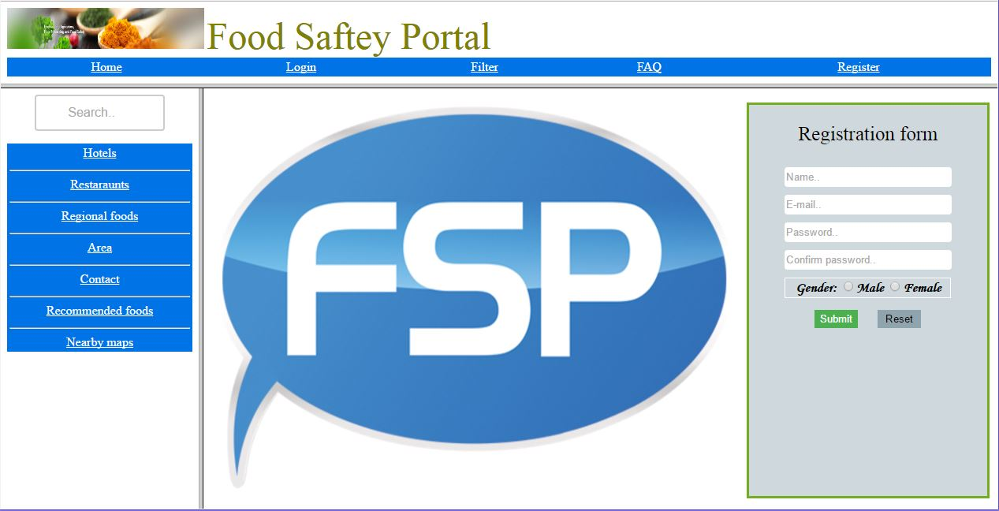 Food Saftey Portal
Home Login Filter FAQ Register
Search..
Hotels
Restaraunts
Regional foods
Area
Contact
Recommended foods
Nearby maps
FSP
Registration form
Name..
E-mail..
Password..
Confirm password..
Gender: Male Female
Submit Reset